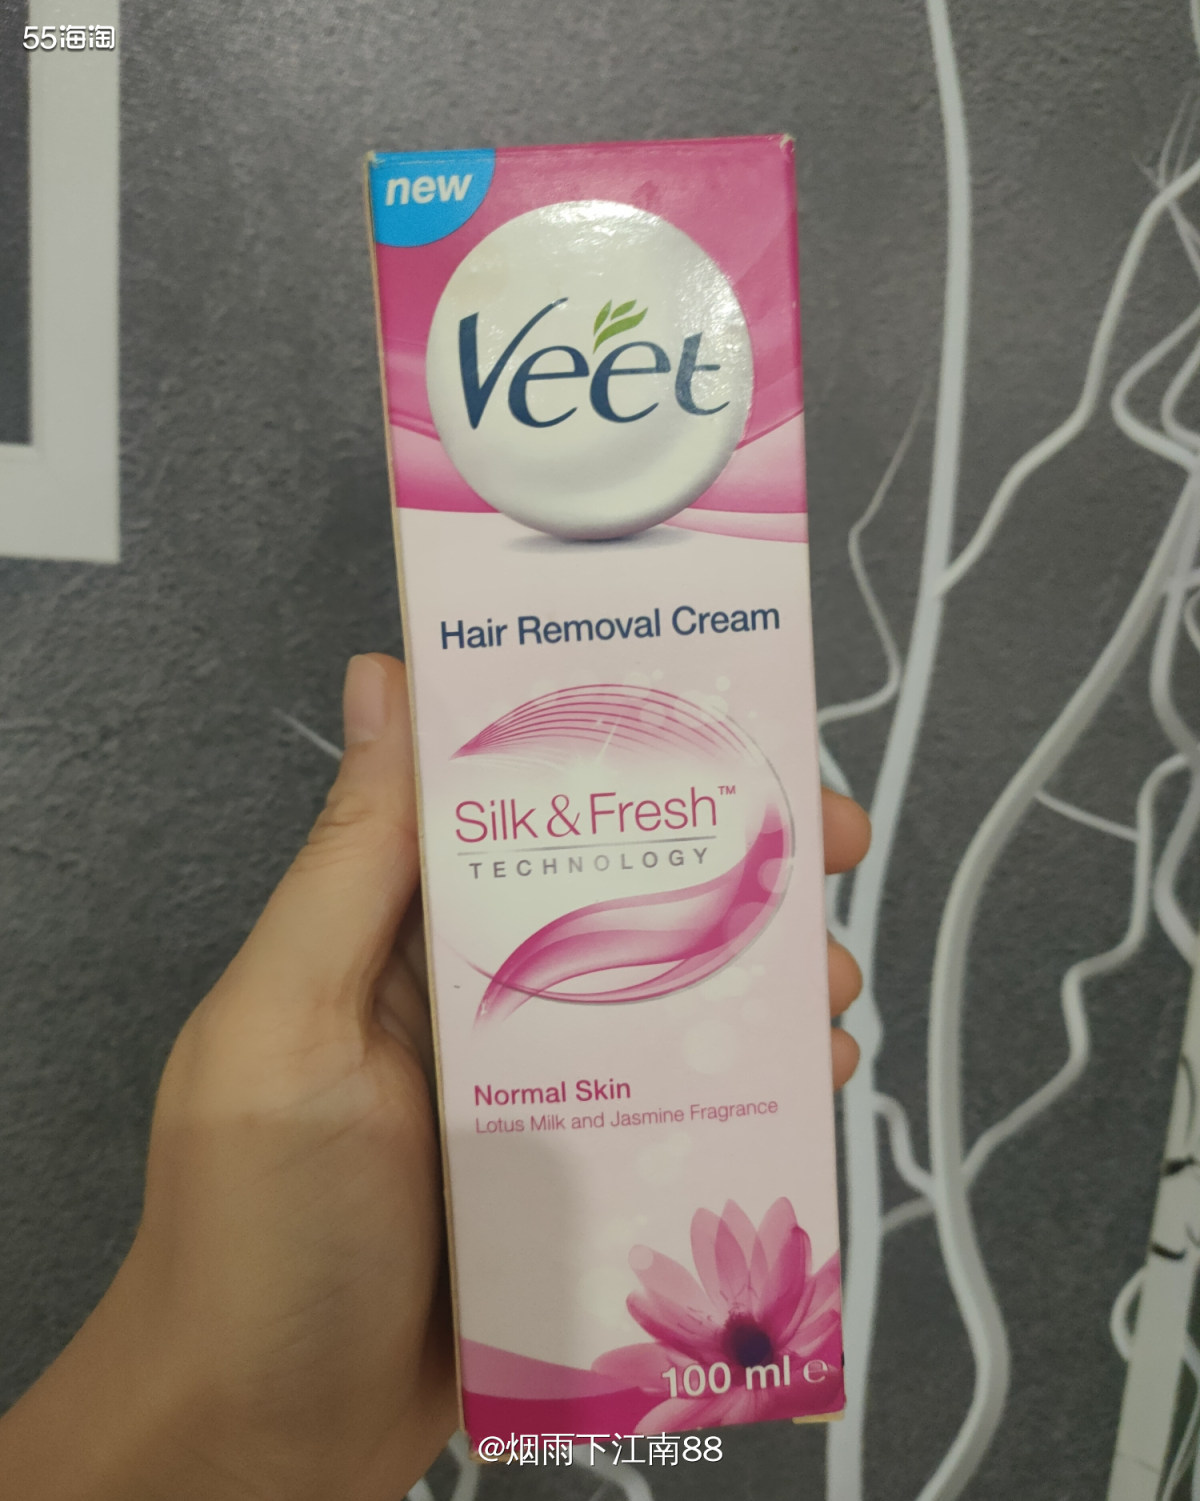 55海淘
new
Veet
Hair Removal Cream
Silk & Fresh™
TECHNOLOGY
Normal Skin
Lotus Milk and Jasmine Fragrance
100 ml ℮
@烟雨下江南88